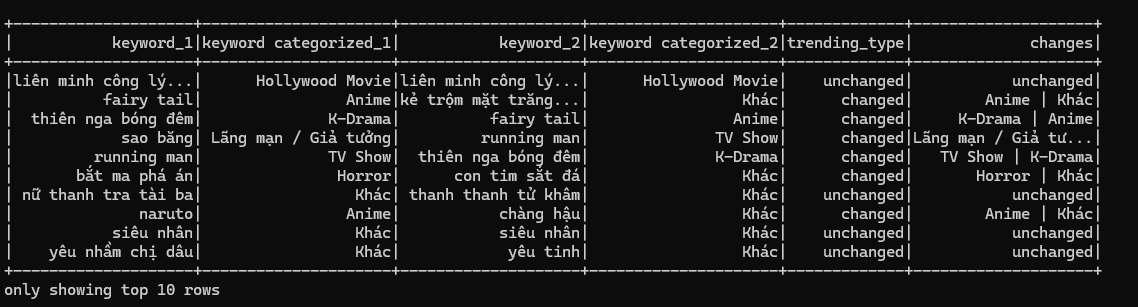 +--------------------+--------------------+--------------------+--------------------+-------------+--------------------+
|           keyword_1|keyword categorized_1|           keyword_2|keyword categorized_2|trending_type|             changes|
+--------------------+--------------------+--------------------+--------------------+-------------+--------------------+
|liên minh công lý...|      Hollywood Movie|liên minh công lý...|      Hollywood Movie|    unchanged|           unchanged|
|          fairy tail|                Anime|kẻ trộm mặt trăng...|                 Khác|      changed|        Anime | Khác|
|  thiên nga bóng đêm|              K-Drama|          fairy tail|                Anime|      changed|     K-Drama | Anime|
|            sao băng| Lãng mạn / Giả tưởng|         running man|              TV Show|      changed|Lãng mạn / Giả tư...|
|         running man|              TV Show|  thiên nga bóng đêm|              K-Drama|      changed|   TV Show | K-Drama|
|       bắt ma phá án|               Horror|      con tim sắt đá|                 Khác|      changed|       Horror | Khác|
| nữ thanh tra tài ba|                 Khác| thanh thanh tử khâm|                 Khác|    unchanged|           unchanged|
|              naruto|                Anime|           chàng hậu|                 Khác|      changed|        Anime | Khác|
|           siêu nhân|                 Khác|           siêu nhân|                 Khác|    unchanged|           unchanged|
|    yêu nhầm chị dâu|                 Khác|            yêu tinh|                 Khác|    unchanged|           unchanged|
+--------------------+--------------------+--------------------+--------------------+-------------+--------------------+
only showing top 10 rows